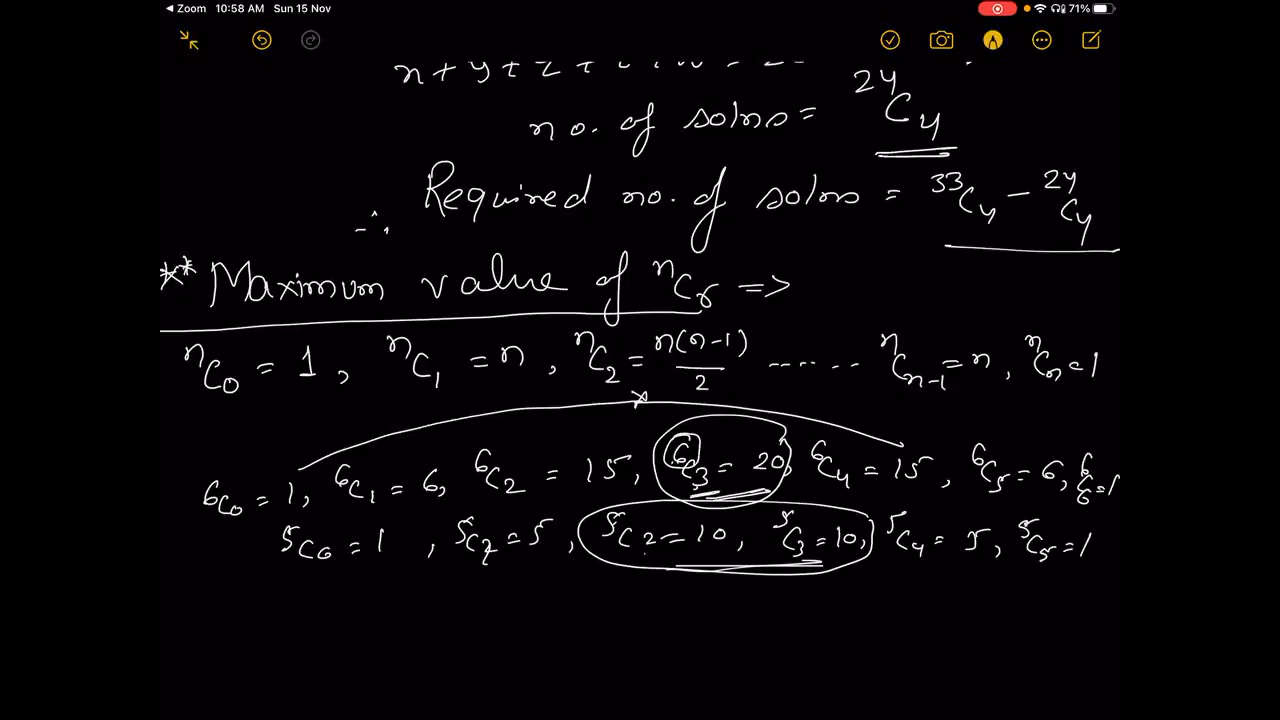 Zoom 10:58 AM Sun 15 Nov 71%
no. of solns = ²⁴C₄
∴ Required no. of solns = ³³C₄ - ²⁴C₄
** Maximum value of ⁿCᵣ =>
ⁿC₀ = 1, ⁿC₁ = n, ⁿC₂ = n(n-1)/2 ....... ⁿCₙ₋₁ = n, ⁿCₙ = 1
⁶C₀ = 1, ⁶C₁ = 6, ⁶C₂ = 15, ⁶C₃ = 20, ⁶C₄ = 15, ⁶C₅ = 6, ⁶C₆ = 1
⁵C₀ = 1, ⁵C₁ = 5, ⁵C₂ = 10, ⁵C₃ = 10, ⁵C₄ = 5, ⁵C₅ = 1